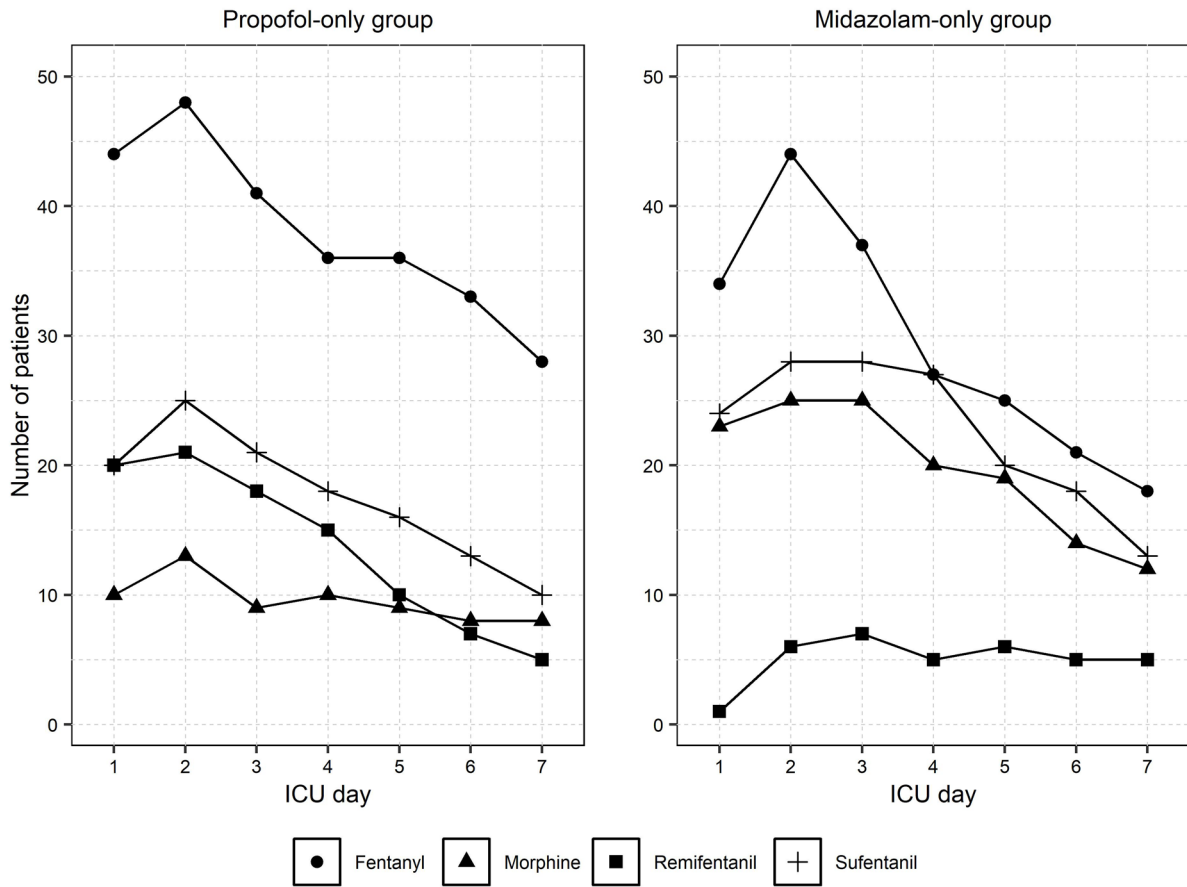 Propofol-only group
Midazolam-only group
Number of patients
50
40
30
20
10
0
50
40
30
20
10
0
1 2 3 4 5 6 7
1 2 3 4 5 6 7
ICU day
ICU day
Fentanyl Morphine Remifentanil Sufentanil